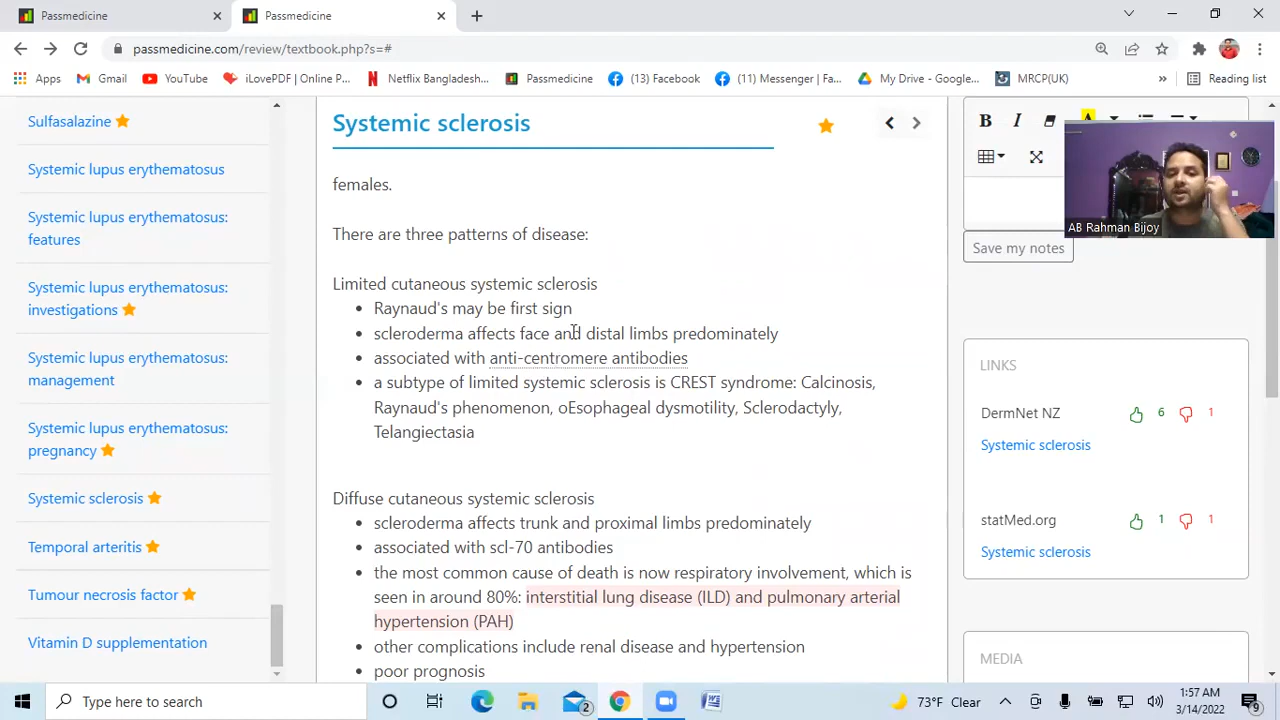 Passmedicine
Passmedicine
passmedicine.com/review/textbook.php?s=#
Apps
Gmail
YouTube
iLovePDF | Online P...
Netflix Bangladesh...
Passmedicine
(13) Facebook
(11) Messenger | Fa...
My Drive - Google...
MRCP(UK)
»
Reading list
Sulfasalazine
Systemic lupus erythematosus
Systemic lupus erythematosus:
features
Systemic lupus erythematosus:
investigations
Systemic lupus erythematosus:
management
Systemic lupus erythematosus:
pregnancy
Systemic sclerosis
Temporal arteritis
Tumour necrosis factor
Vitamin D supplementation
Systemic sclerosis
females.
There are three patterns of disease:
Limited cutaneous systemic sclerosis
• Raynaud's may be first sign
• scleroderma affects face and distal limbs predominately
• associated with anti-centromere antibodies
• a subtype of limited systemic sclerosis is CREST syndrome: Calcinosis,
Raynaud's phenomenon, oEsophageal dysmotility, Sclerodactyly,
Telangiectasia
Diffuse cutaneous systemic sclerosis
• scleroderma affects trunk and proximal limbs predominately
• associated with scl-70 antibodies
• the most common cause of death is now respiratory involvement, which is
seen in around 80%: interstitial lung disease (ILD) and pulmonary arterial
hypertension (PAH)
• other complications include renal disease and hypertension
• poor prognosis
B I A
AB Rahman Bijoy
Save my notes
LINKS
DermNet NZ 6 1
Systemic sclerosis
statMed.org 1 1
Systemic sclerosis
MEDIA
Type here to search
2
73°F Clear
1:57 AM
3/14/2022
9